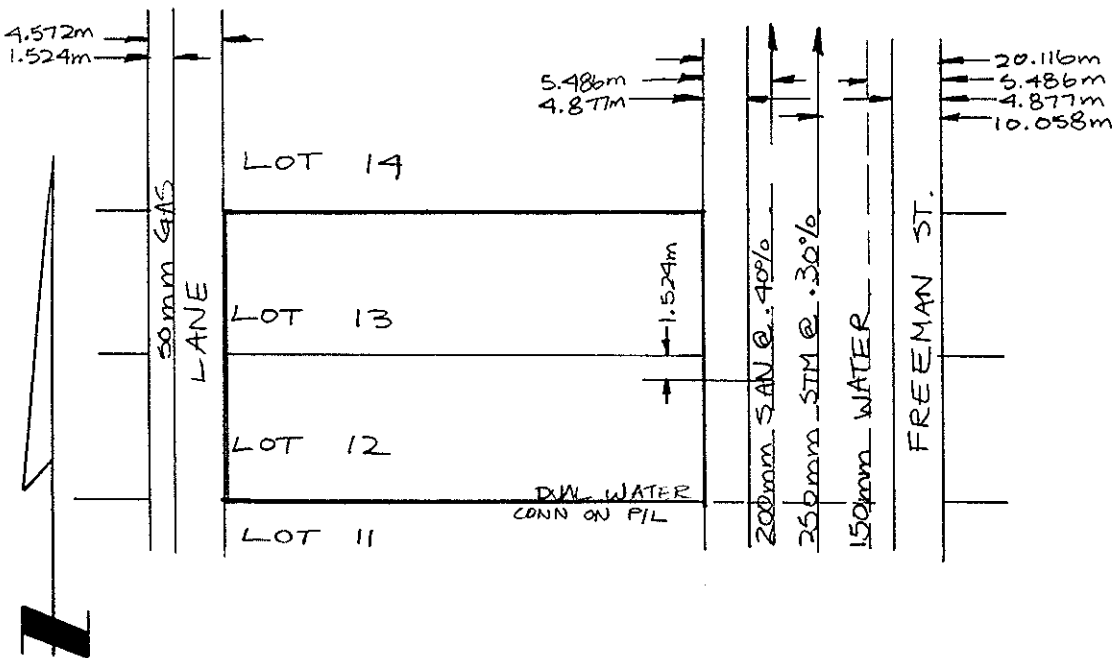 4.572m
1.524m
5.486m
4.877m
20.116m
5.486m
4.877m
10.058m
LOT 14
50mm GAS
LANE
LOT 13
1.524m
LOT 12
DUAL WATER
CONN ON P/L
LOT 11
200mm SAN @ .40%
250mm STM @ .30%
150mm WATER
FREEMAN ST.
N